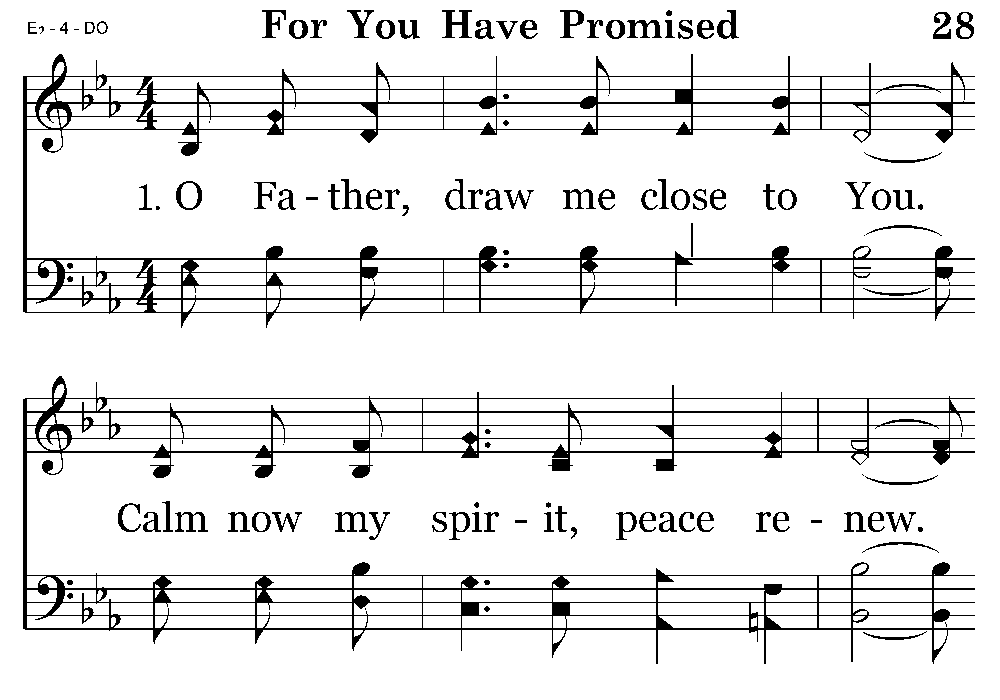 E♭ - 4 - DO For You Have Promised 28
1. O Fa - ther, draw me close to You.
Calm now my spir - it, peace re - new.